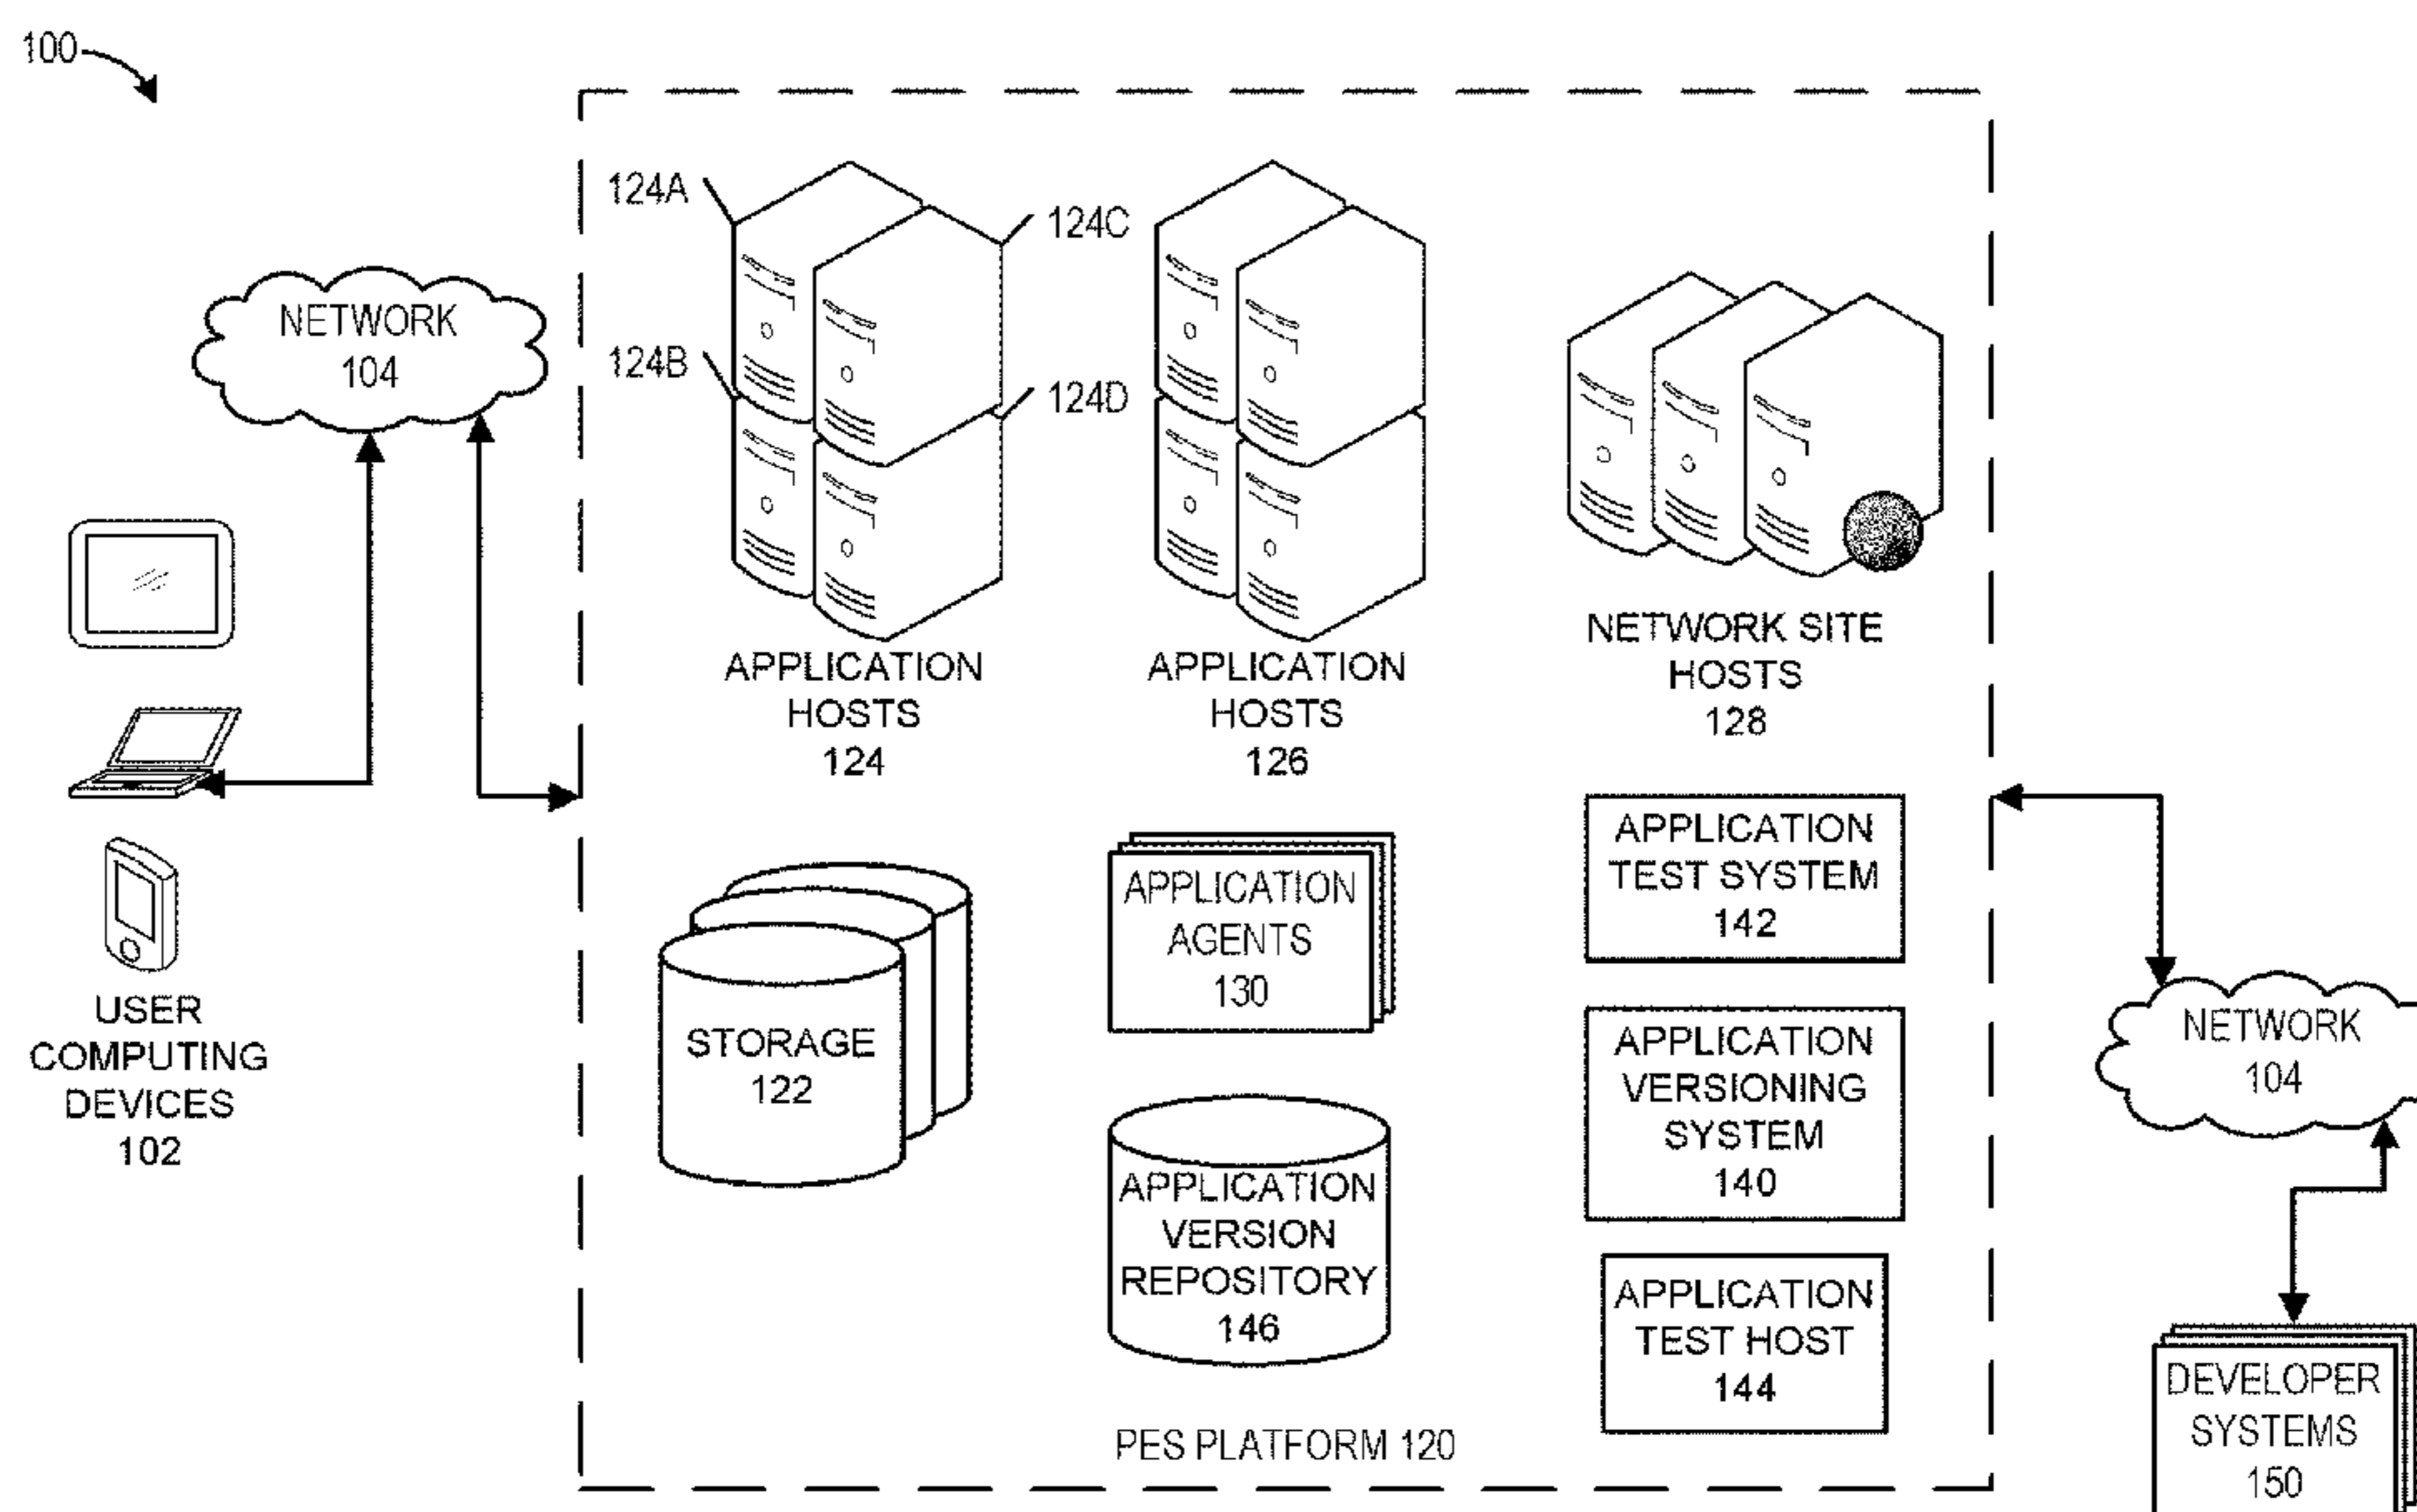 100
124A
124C
124B
124D
NETWORK
104
APPLICATION
HOSTS
124
APPLICATION
HOSTS
126
NETWORK SITE
HOSTS
128
USER
COMPUTING
DEVICES
102
STORAGE
122
APPLICATION
AGENTS
130
APPLICATION
VERSION
REPOSITORY
146
APPLICATION
TEST SYSTEM
142
APPLICATION
VERSIONING
SYSTEM
140
APPLICATION
TEST HOST
144
PES PLATFORM 120
NETWORK
104
DEVELOPER
SYSTEMS
150